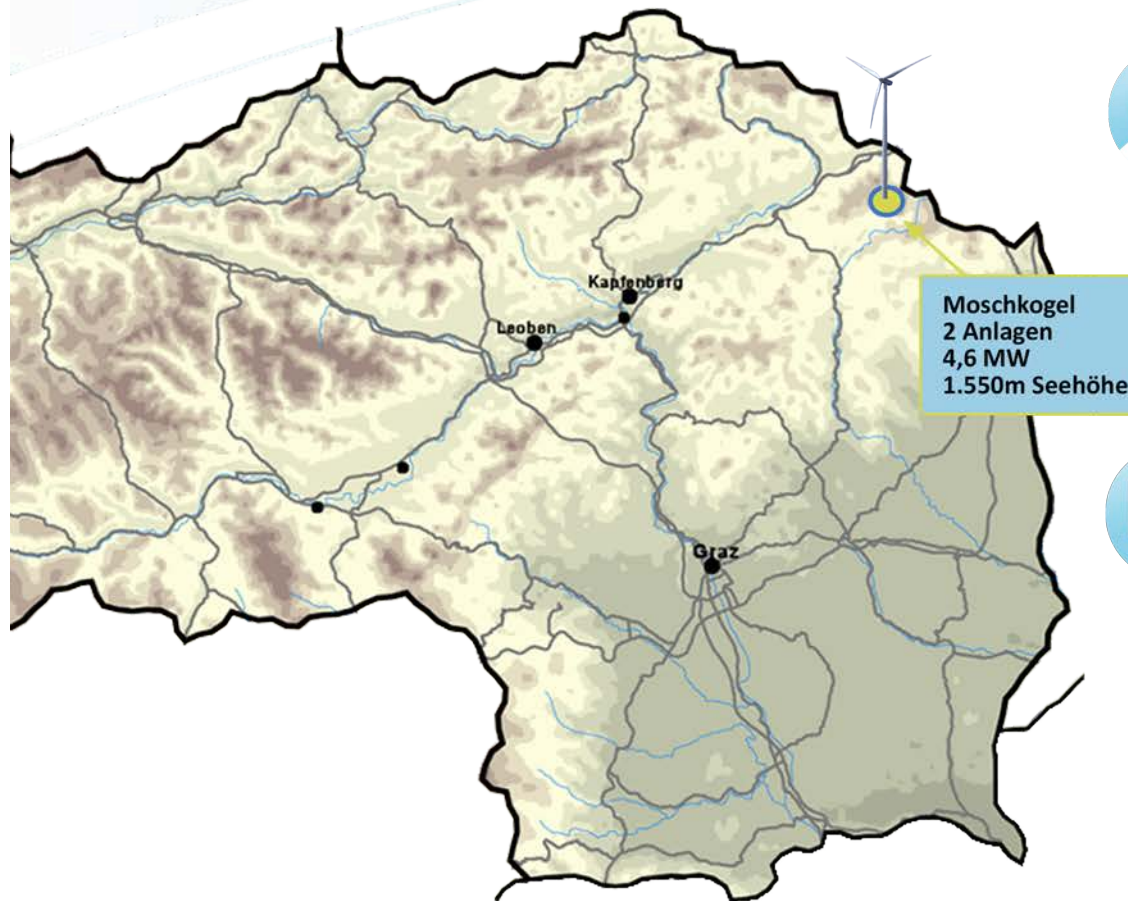 Kapfenberg
Leoben
Moschkogel
2 Anlagen
4,6 MW
1.550m Seehöhe
Graz